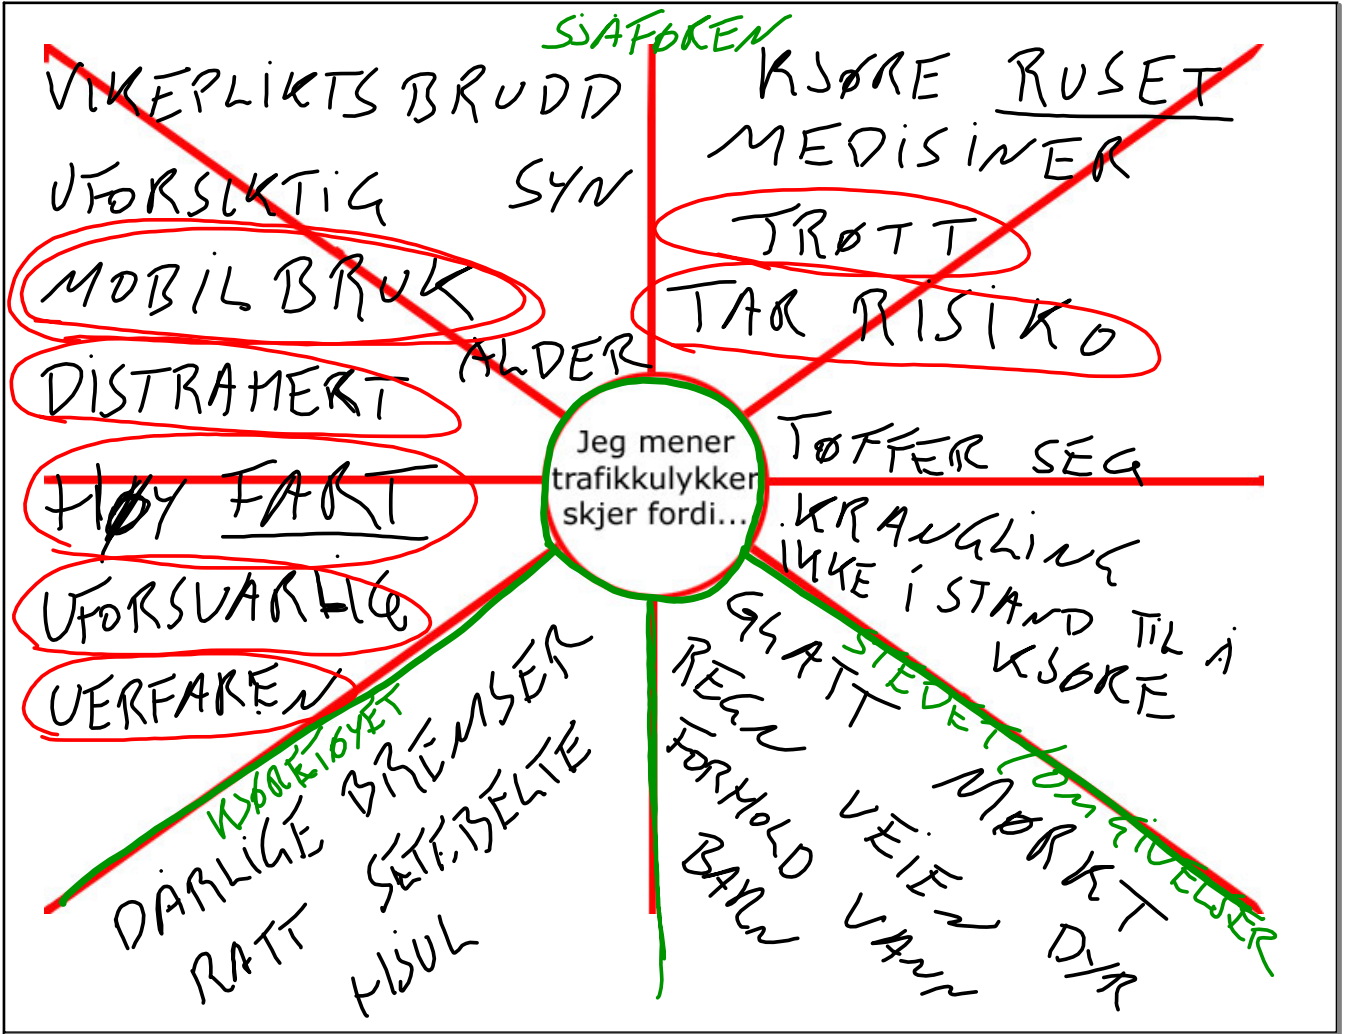 SJÅFØREN
VIKEPLIKTSBRUDD
UFORSIKTIG SYN
MOBILBRUK
ALDER
DISTRAHERT
HØY FART
UFORSVARLIG
UERFAREN
KJØRE RUSET
MEDISINER
TRØTT
TAR RISIKO
TØFFER SEG
KRANGLING
IKKE I STAND TIL Å
KJØRE
Jeg mener
trafikkulykker
skjer fordi...
KJØRETØYET
DÅRLIGE BREMSER
RATT SETEBELTE
HJUL
STEDET/OMGIVELSER
GLATT
REGN
FORHOLD
BARN
VEIEN
VANN
MØRKT
DYR